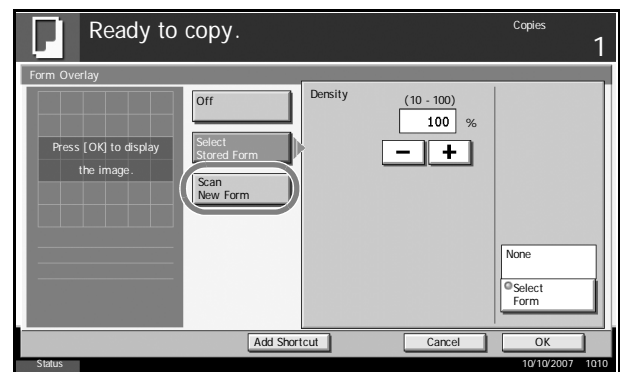 Ready to copy.
Copies
1
Form Overlay
Press [OK] to display
the image.
Off
Select
Stored Form
Scan
New Form
Density
(10 - 100)
100 %
None
Select
Form
Add Shortcut
Cancel
OK
Status
10/10/2007 1010